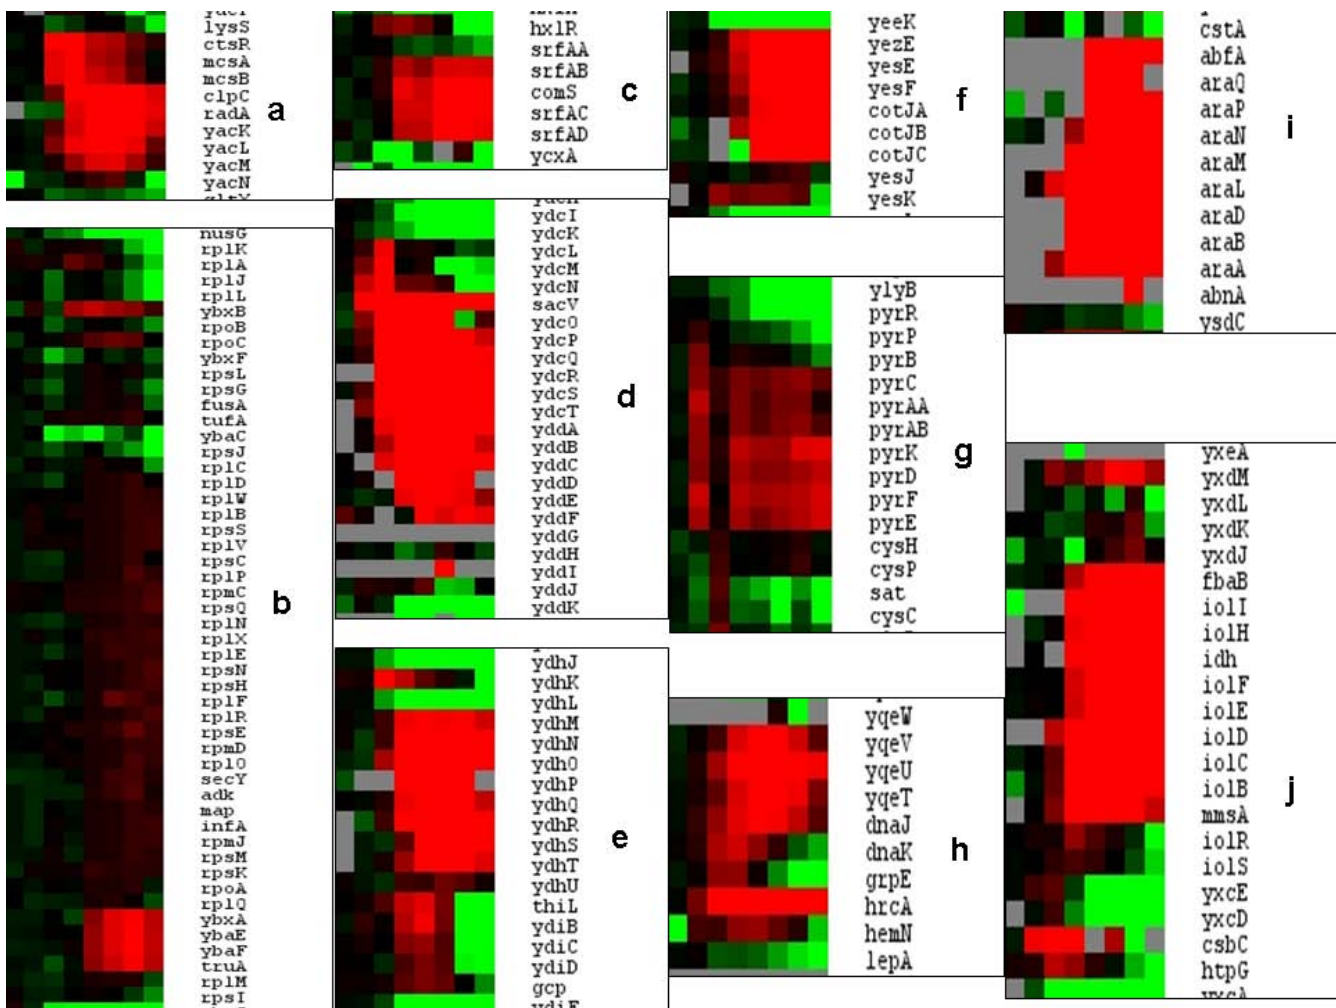 lysS
ctsR
mcsA
mcsB
clpC
radA
yacK
yacL
yacM
yacN
a
nusG
rplK
rplA
rplJ
rplL
ybxB
rpoB
rpoC
ybxF
rpsL
rpsG
fusA
tufA
ybaC
rpsJ
rplC
rplD
rplW
rplB
rpsS
rplV
rpsC
rplP
rpmC
rpsQ
rplN
rplX
rplE
rpsN
rpsH
rplF
rplR
rpsE
rpmD
rplO
secY
adk
map
infA
rpmJ
rpsM
rpsK
rpoA
rplQ
ybxA
ybaE
ybaF
truA
rplM
rpsI
b
hxlR
srfAA
srfAB
comS
srfAC
srfAD
ycxA
c
ydcI
ydcK
ydcL
ydcM
ydcN
sacV
ydcO
ydcP
ydcQ
ydcR
ydcS
ydcT
yddA
yddB
yddC
yddD
yddE
yddF
yddG
yddH
yddI
yddJ
yddK
d
ydhJ
ydhK
ydhL
ydhM
ydhN
ydhO
ydhP
ydhQ
ydhR
ydhS
ydhT
ydhU
thiL
ydiB
ydiC
ydiD
gcp
e
yeeK
yezE
yesE
yesF
cotJA
cotJB
cotJC
yesJ
yesK
f
ylyB
pyrR
pyrP
pyrB
pyrC
pyrAA
pyrAB
pyrK
pyrD
pyrF
pyrE
cysH
cysP
sat
cysC
g
yqeW
yqeV
yqeU
yqeT
dnaJ
dnaK
grpE
hrcA
hemN
lepA
h
cstA
abfA
araQ
araP
araN
araM
araL
araD
araB
araA
abnA
ysdC
i
yxeA
yxdM
yxdL
yxdK
yxdJ
fbaB
iolI
iolH
idh
iolF
iolE
iolD
iolC
iolB
mmsA
iolR
iolS
yxcE
yxcD
csbC
htpG
yxcA
j